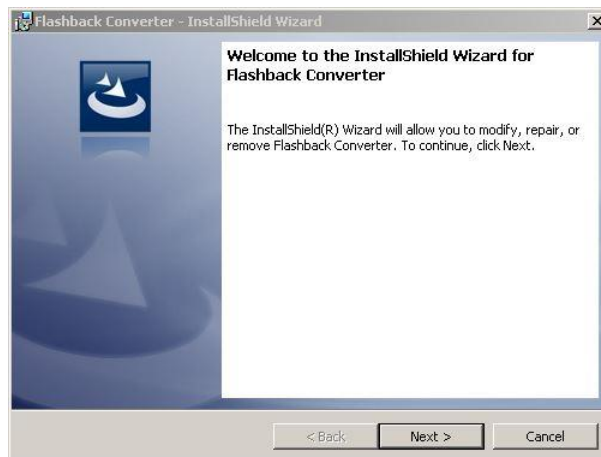 Flashback Converter - InstallShield Wizard
Welcome to the InstallShield Wizard for
Flashback Converter
The InstallShield(R) Wizard will allow you to modify, repair, or
remove Flashback Converter. To continue, click Next.
< Back
Next >
Cancel